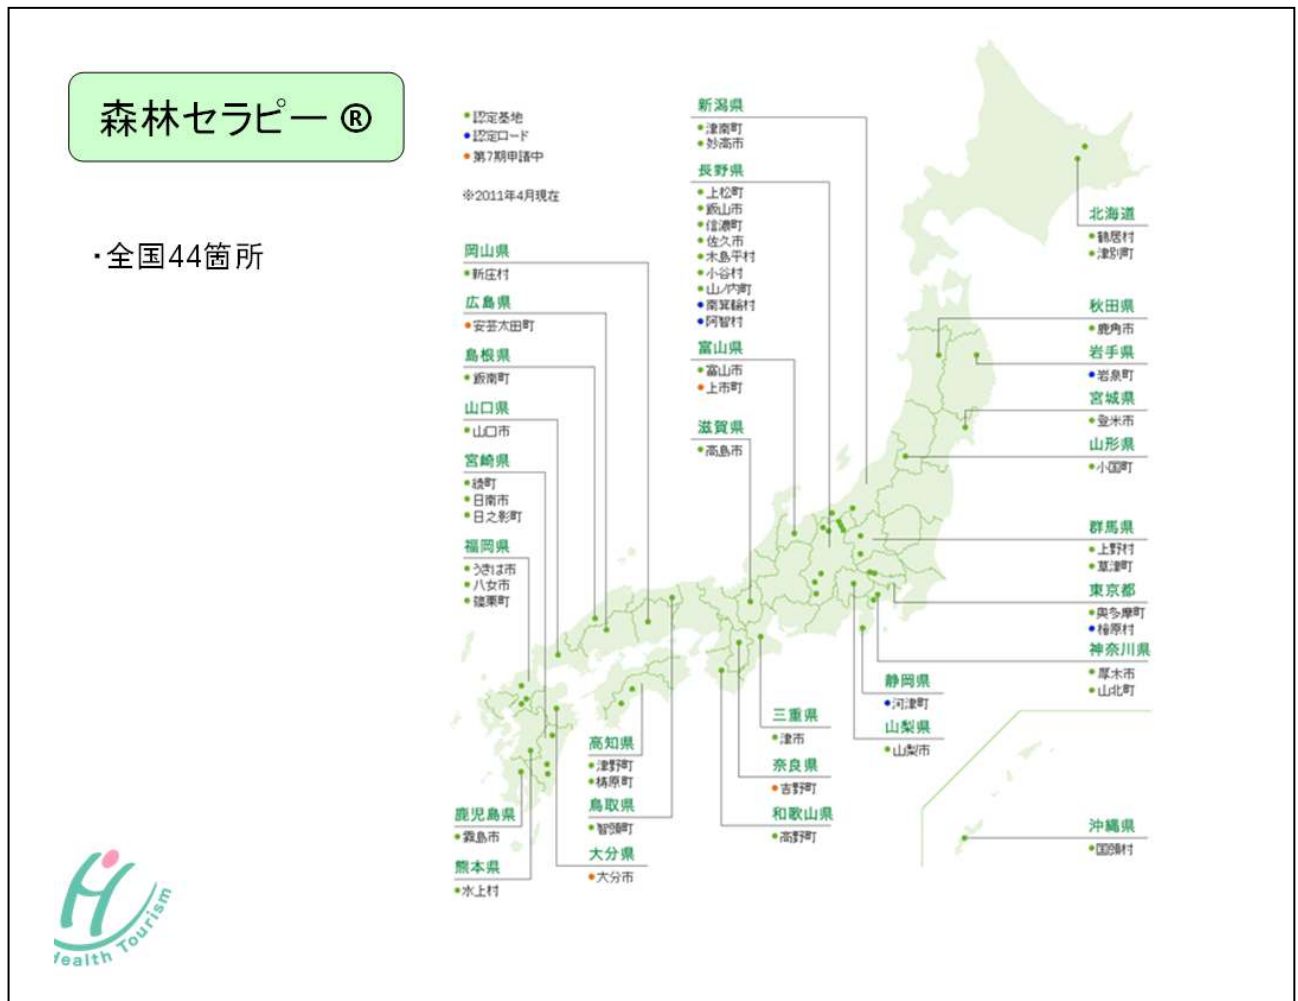 森林セラピー ®
・全国44箇所
●認定基地
●認定ロード
●第7期申請中
※2011年4月現在
岡山県
●新庄村
広島県
●安芸太田町
島根県
●飯南町
山口県
●山口市
宮崎県
●綾町
●日南市
●日之影町
福岡県
●うきは市
●八女市
●篠栗町
鹿児島県
●霧島市
熊本県
●水上村
高知県
●津野町
●梼原町
鳥取県
●智頭町
大分県
●大分市
新潟県
●津南町
●妙高市
長野県
●上松町
●飯山市
●信濃町
●佐久市
●木島平村
●小谷村
●山ノ内町
●南箕輪村
●阿智村
富山県
●富山市
●上市町
滋賀県
●高島市
三重県
●津市
奈良県
●吉野町
和歌山県
●高野町
静岡県
●河津町
山梨県
●山梨市
北海道
●鶴居村
●津別町
秋田県
●鹿角市
岩手県
●岩泉町
宮城県
●登米市
山形県
●小国町
群馬県
●上野村
●草津町
東京都
●奥多摩町
●檜原村
神奈川県
●厚木市
●山北町
沖縄県
●国頭村
Health Tourism